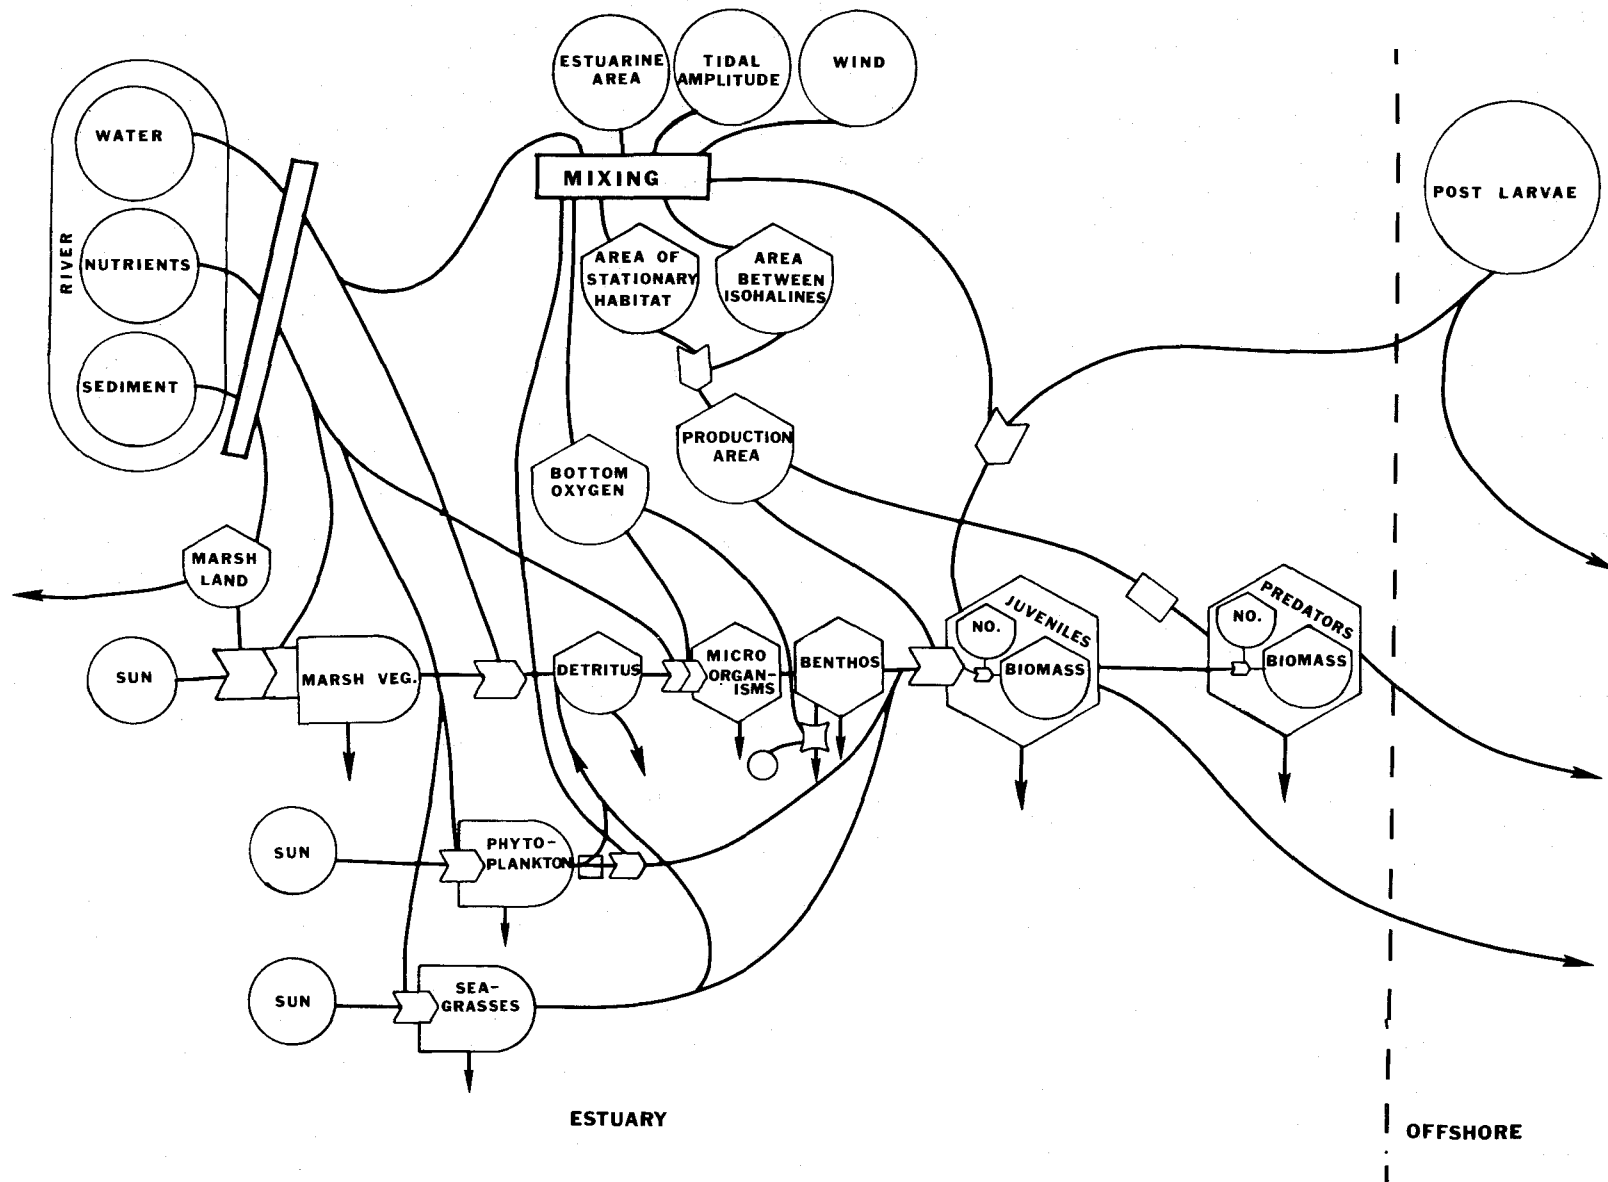 ESTUARINE
AREA
TIDAL
AMPLITUDE
WIND
WATER
NUTRIENTS
SEDIMENT
RIVER
MIXING
POST LARVAE
AREA OF
STATIONARY
HABITAT
AREA
BETWEEN
ISOHALINES
PRODUCTION
AREA
BOTTOM
OXYGEN
MARSH
LAND
SUN
MARSH VEG.
DETRITUS
MICRO
ORGAN-
ISMS
BENTHOS
JUVENILES
NO.
BIOMASS
PREDATORS
NO.
BIOMASS
SUN
PHYTO-
PLANKTON
SUN
SEA-
GRASSES
ESTUARY
OFFSHORE